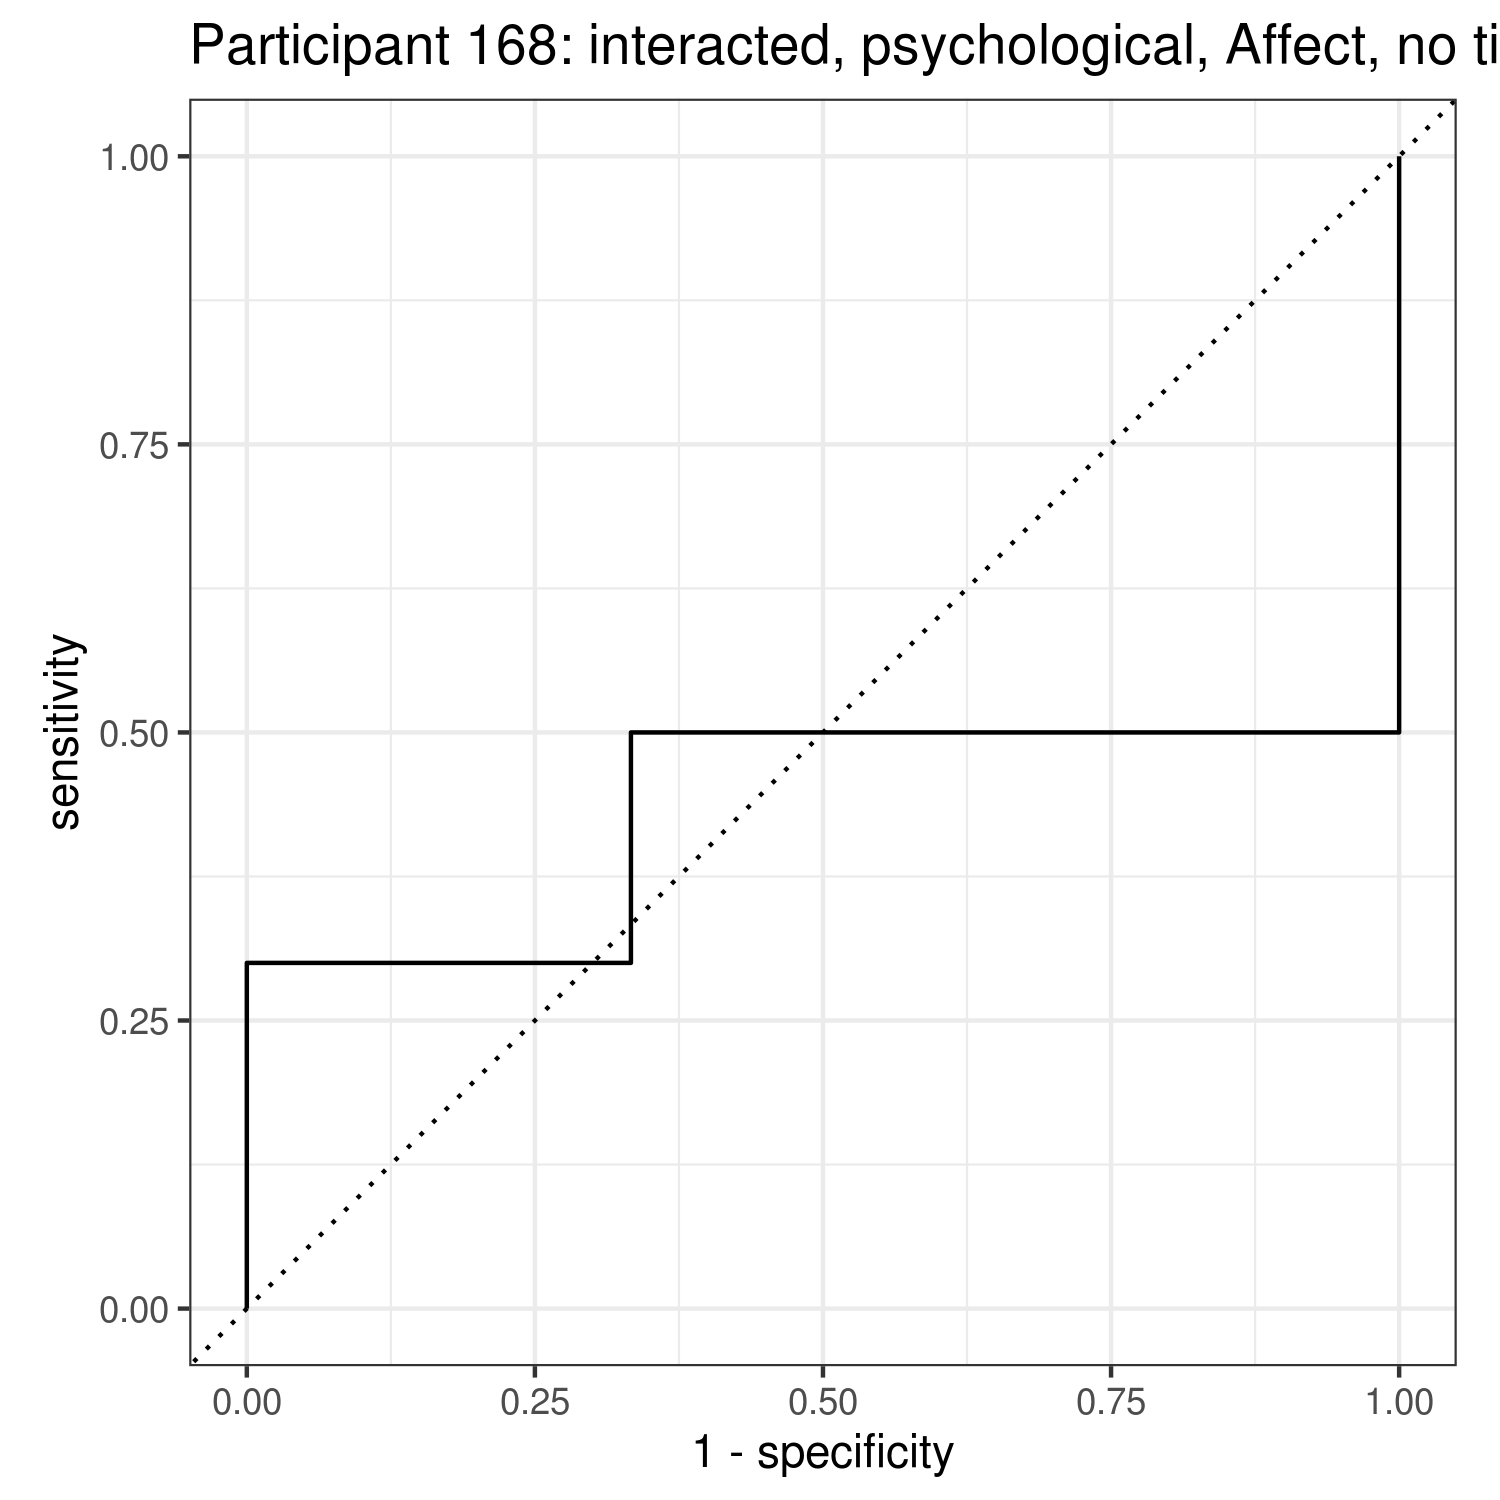 Participant 168: interacted, psychological, Affect, no ti
1.00
0.75
0.50
0.25
0.00
sensitivity
0.00 0.25 0.50 0.75 1.00
1 - specificity